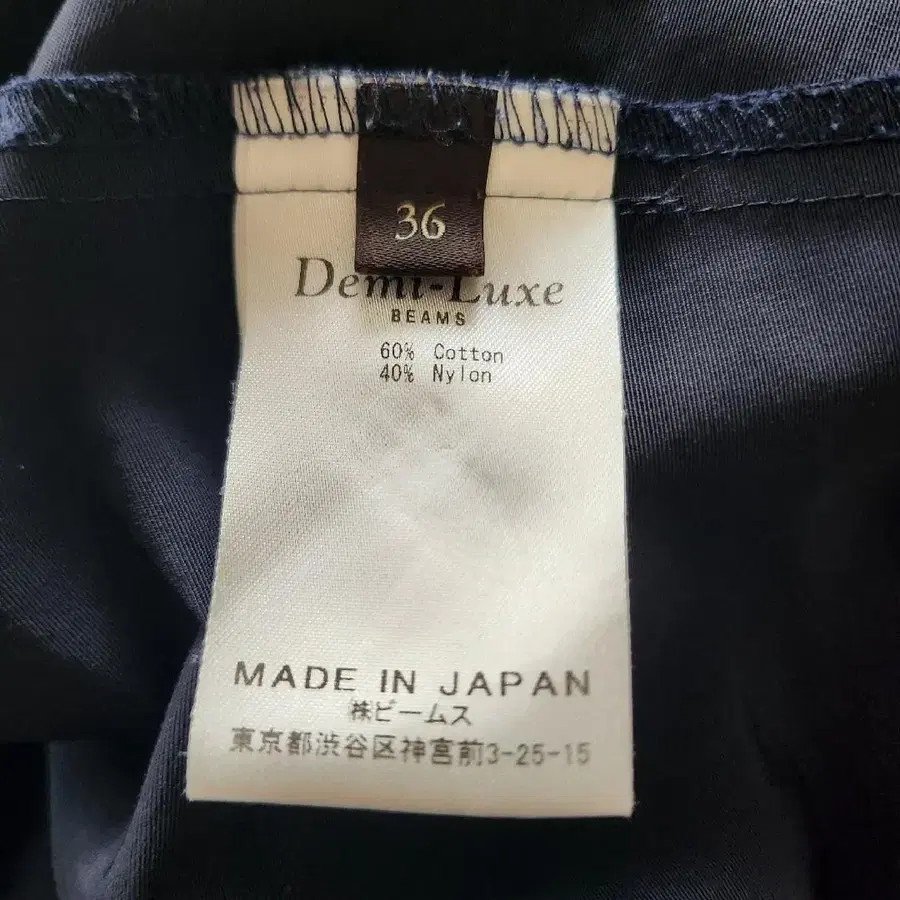 36
Demi-Luxe
BEAMS
60% Cotton
40% Nylon
MADE IN JAPAN
㈱ビームス
東京都渋谷区神宮前3-25-15